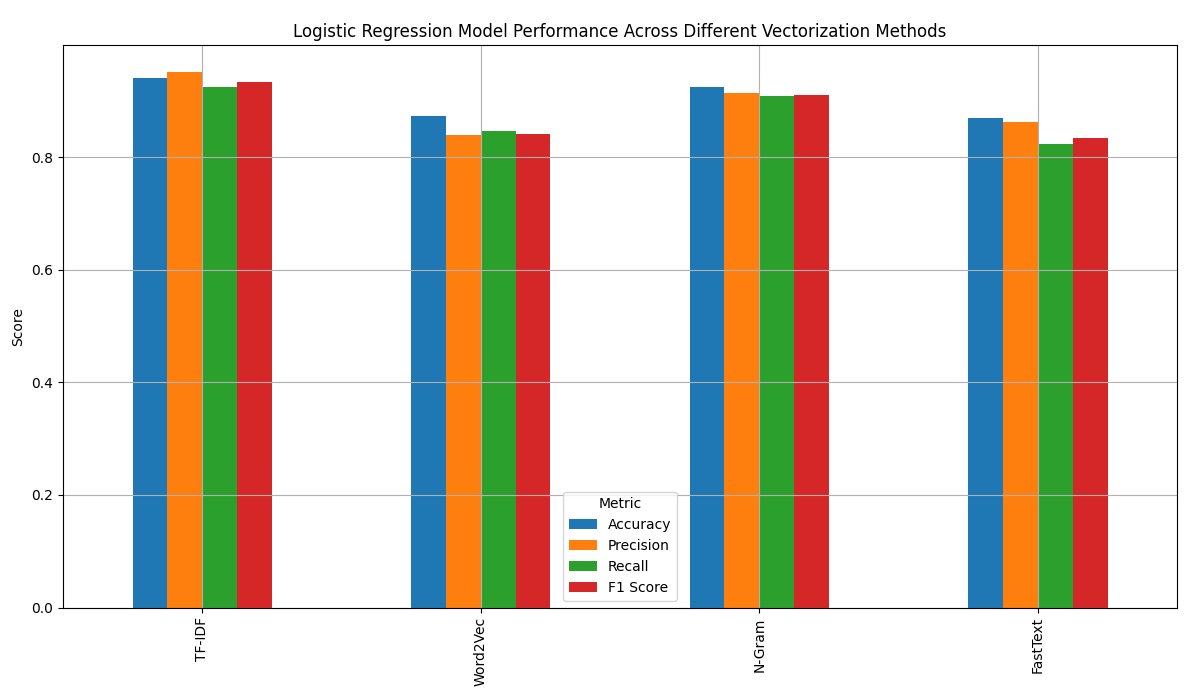 Logistic Regression Model Performance Across Different Vectorization Methods
Score
0.8
0.6
0.4
0.2
0.0
Metric
Accuracy
Precision
Recall
F1 Score
TF-IDF
Word2Vec
N-Gram
FastText